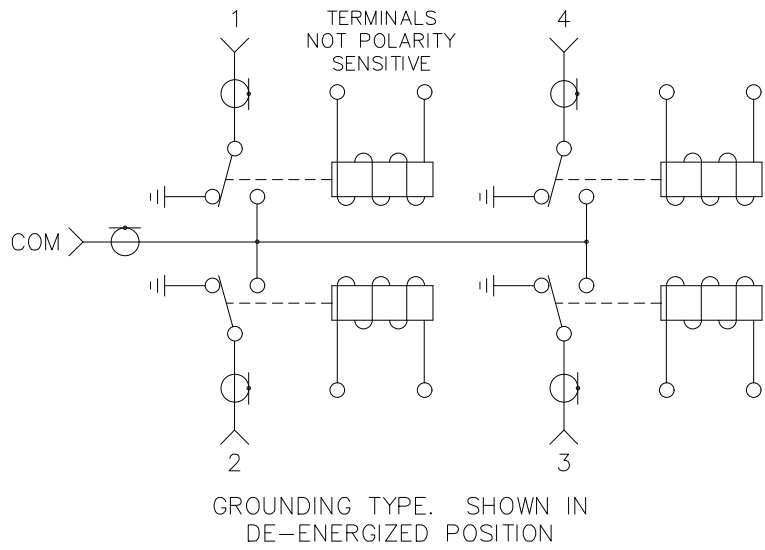 1
TERMINALS
NOT POLARITY
SENSITIVE
4
COM
2
3
GROUNDING TYPE. SHOWN IN
DE-ENERGIZED POSITION